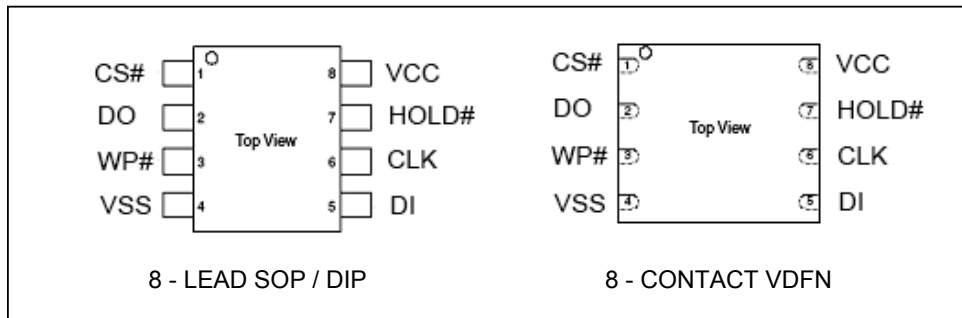 CS# 1 8 VCC
DO 2 7 HOLD#
Top View
WP# 3 6 CLK
VSS 4 5 DI
8 - LEAD SOP / DIP
CS# 1 8 VCC
DO 2 7 HOLD#
Top View
WP# 3 6 CLK
VSS 4 5 DI
8 - CONTACT VDFN